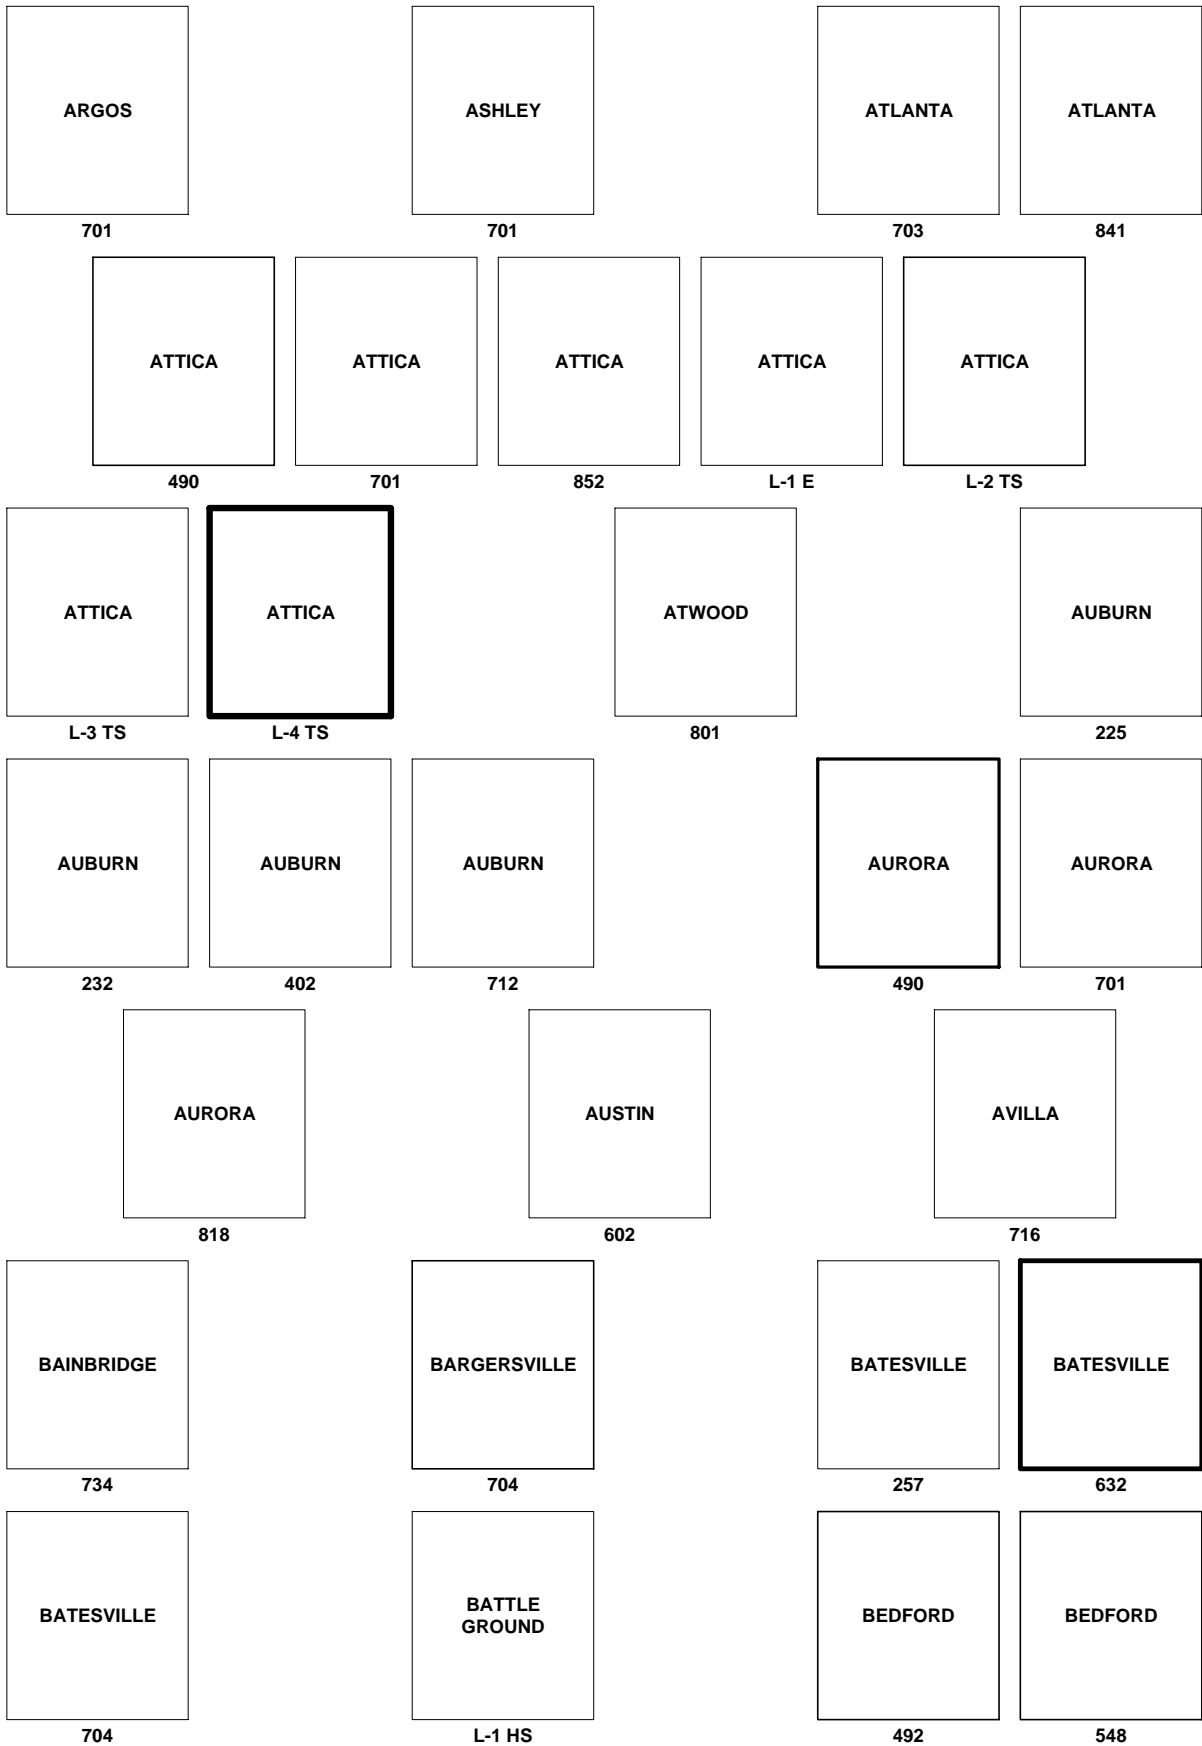 ARGOS
ASHLEY
ATLANTA
ATLANTA
701
701
703
841
ATTICA
ATTICA
ATTICA
ATTICA
ATTICA
490
701
852
L-1 E
L-2 TS
ATTICA
ATTICA
ATWOOD
AUBURN
L-3 TS
L-4 TS
801
225
AUBURN
AUBURN
AUBURN
AURORA
AURORA
232
402
712
490
701
AURORA
AUSTIN
AVILLA
818
602
716
BAINBRIDGE
BARGERSVILLE
BATESVILLE
BATESVILLE
734
704
257
632
BATESVILLE
BATTLE
GROUND
BEDFORD
BEDFORD
704
L-1 HS
492
548